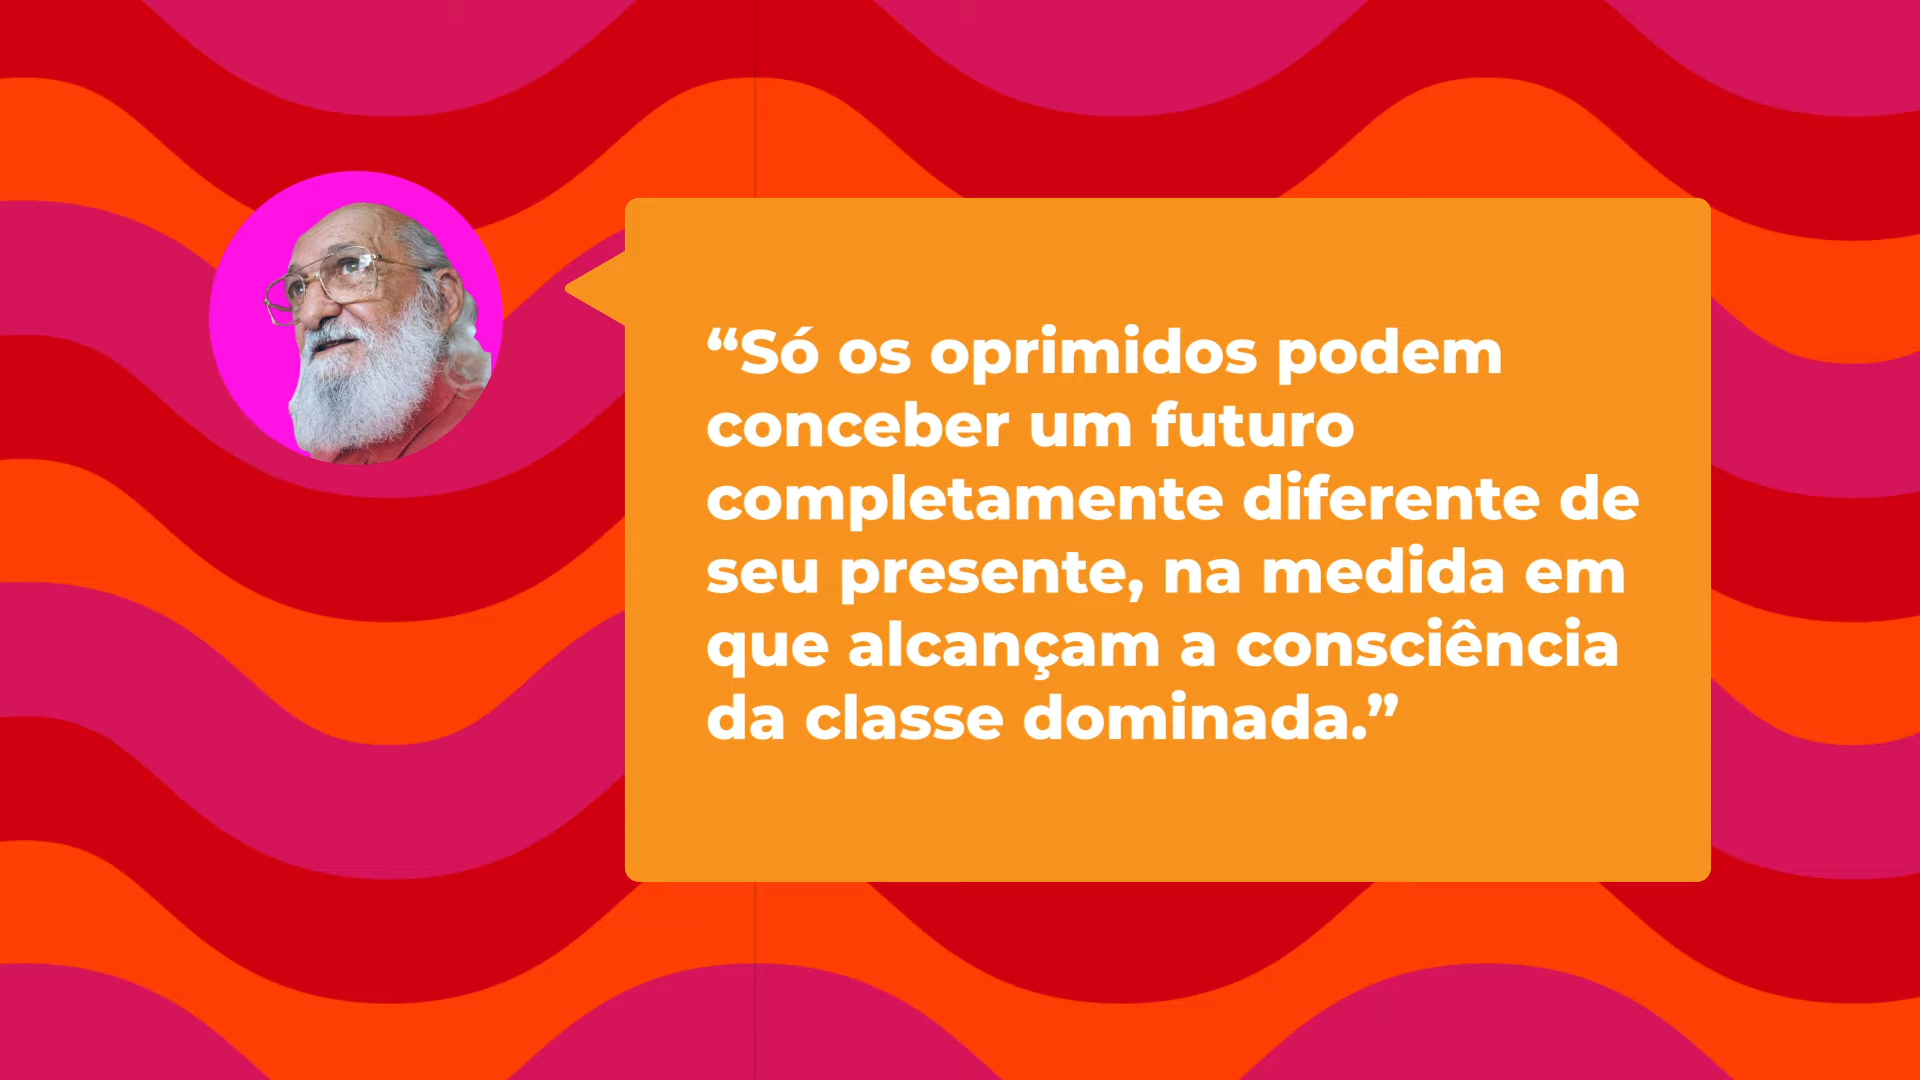 “Só os oprimidos podem
conceber um futuro
completamente diferente de
seu presente, na medida em
que alcançam a consciência
da classe dominada.”